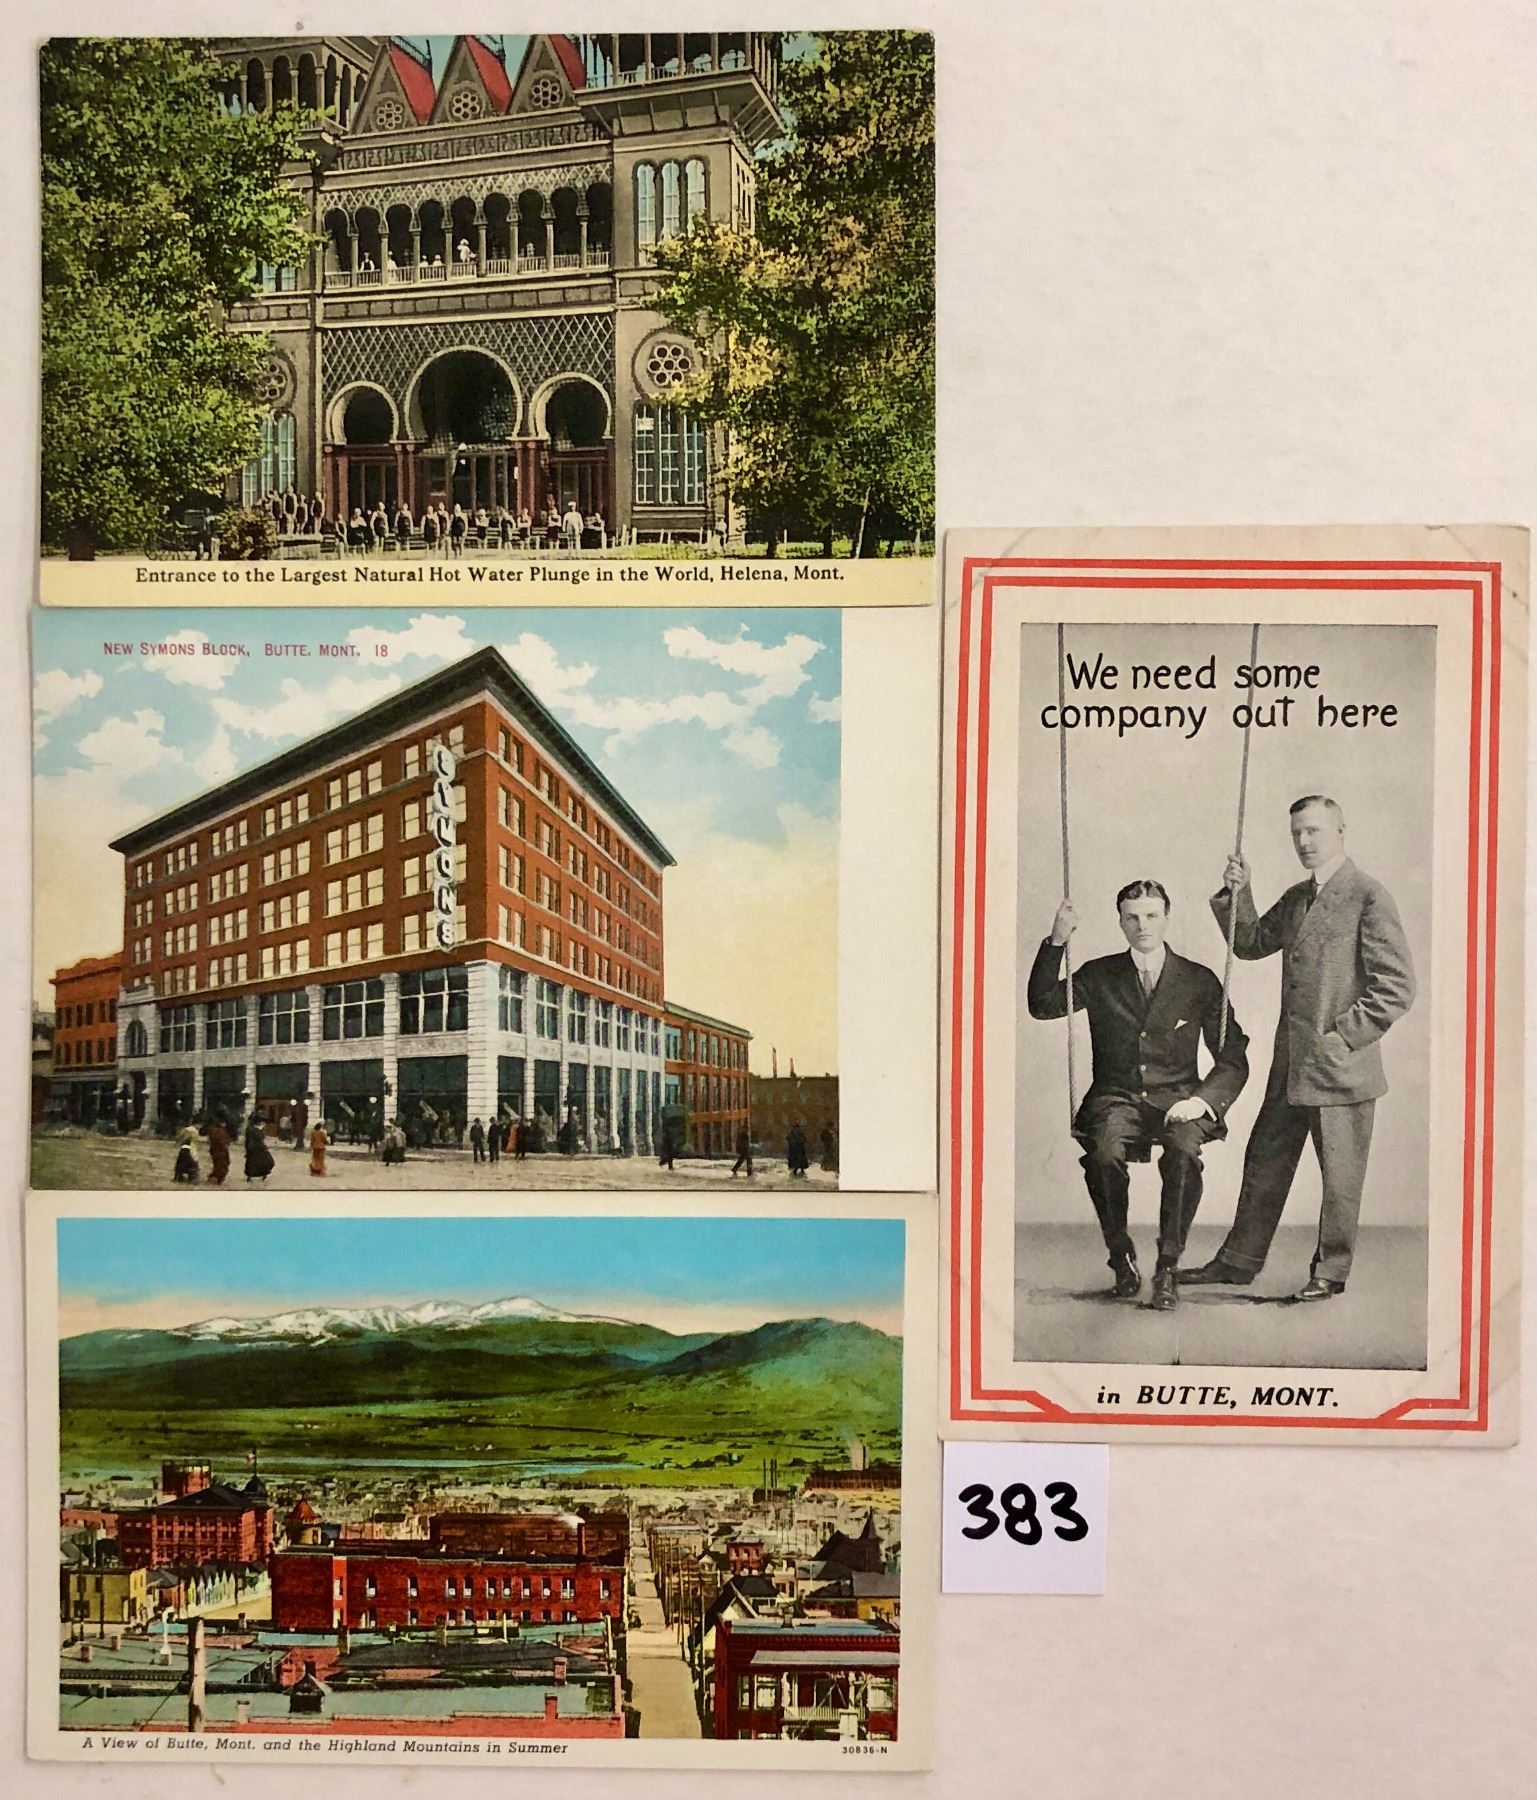 Entrance to the Largest Natural Hot Water Plunge in the World, Helena, Mont.
NEW SYMONS BLOCK, BUTTE, MONT. 18
SYMONS
A View of Butte, Mont. and the Highland Mountains in Summer
30836-N
We need some
company out here
in BUTTE, MONT.
383